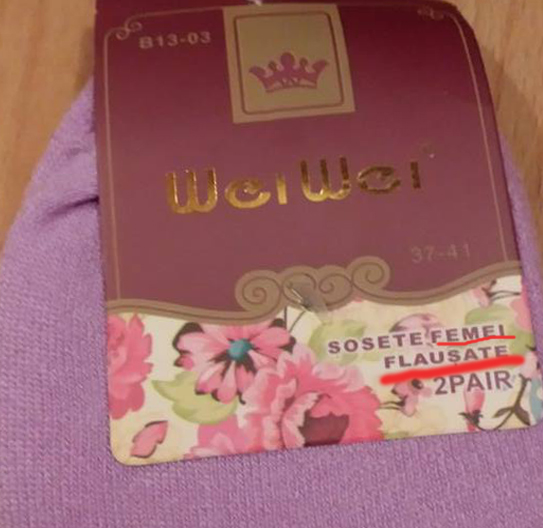 B13-03
WeiWei
37-41
SOSETE FEMEI
FLAUSATE
2PAIR